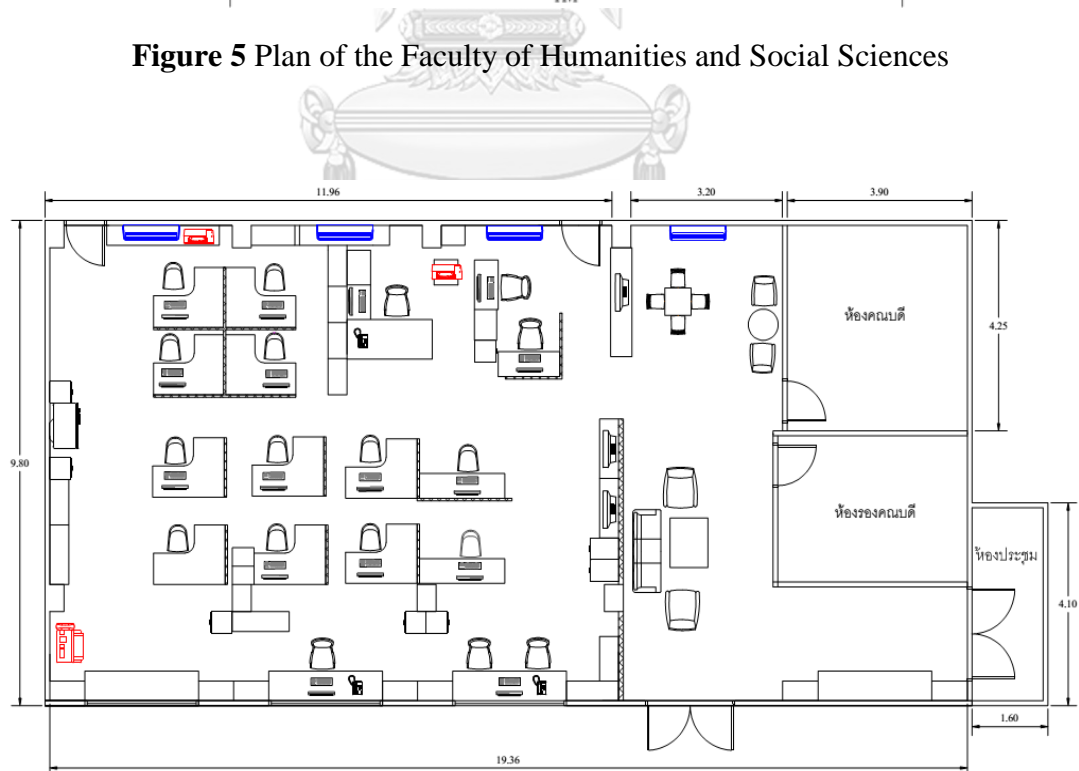 Figure 5 Plan of the Faculty of Humanities and Social Sciences
11.96
3.20
3.90
ห้องคณบดี
4.25
9.80
ห้องรองคณบดี
ห้องประชุม
4.10
1.60
19.36